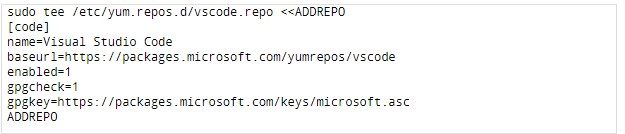 sudo tee /etc/yum.repos.d/vscode.repo <<ADDREPO
[code]
name=Visual Studio Code
baseurl=https://packages.microsoft.com/yumrepos/vscode
enabled=1
gpgcheck=1
gpgkey=https://packages.microsoft.com/keys/microsoft.asc
ADDREPO